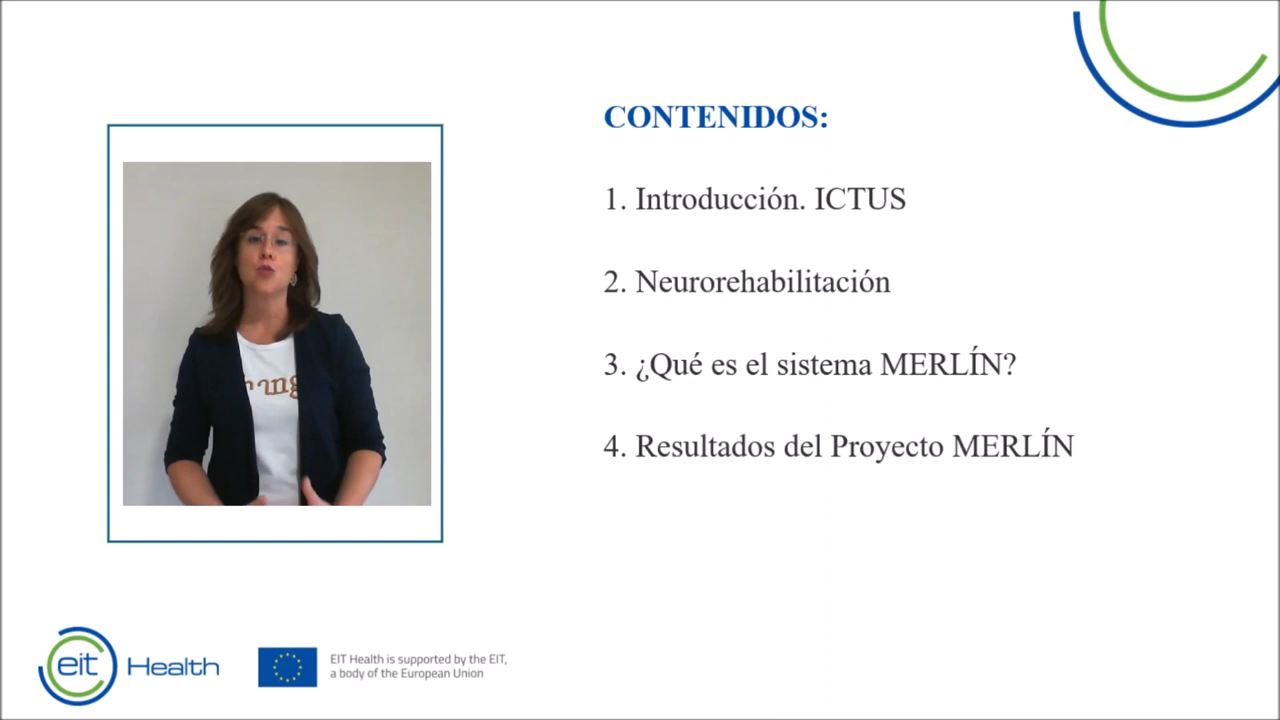 CONTENIDOS:
1. Introducción. ICTUS
2. Neurorehabilitación
3. ¿Qué es el sistema MERLÍN?
4. Resultados del Proyecto MERLÍN
eit Health
EIT Health is supported by the EIT,
a body of the European Union